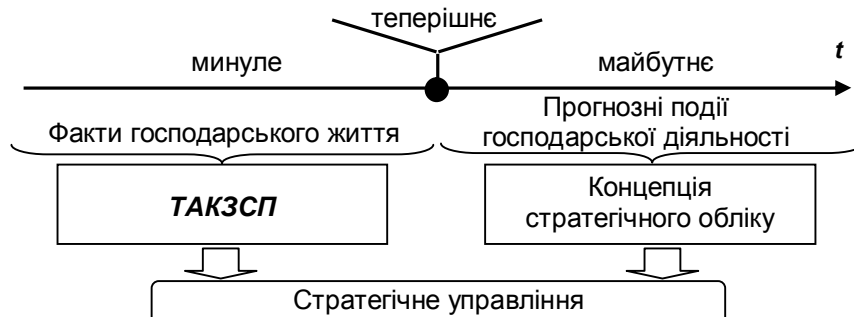 теперішнє
минуле
майбутнє
t
Факти господарського життя
Прогнозні події
господарської діяльності
ТАКЗСП
Концепція
стратегічного обліку
Стратегічне управління